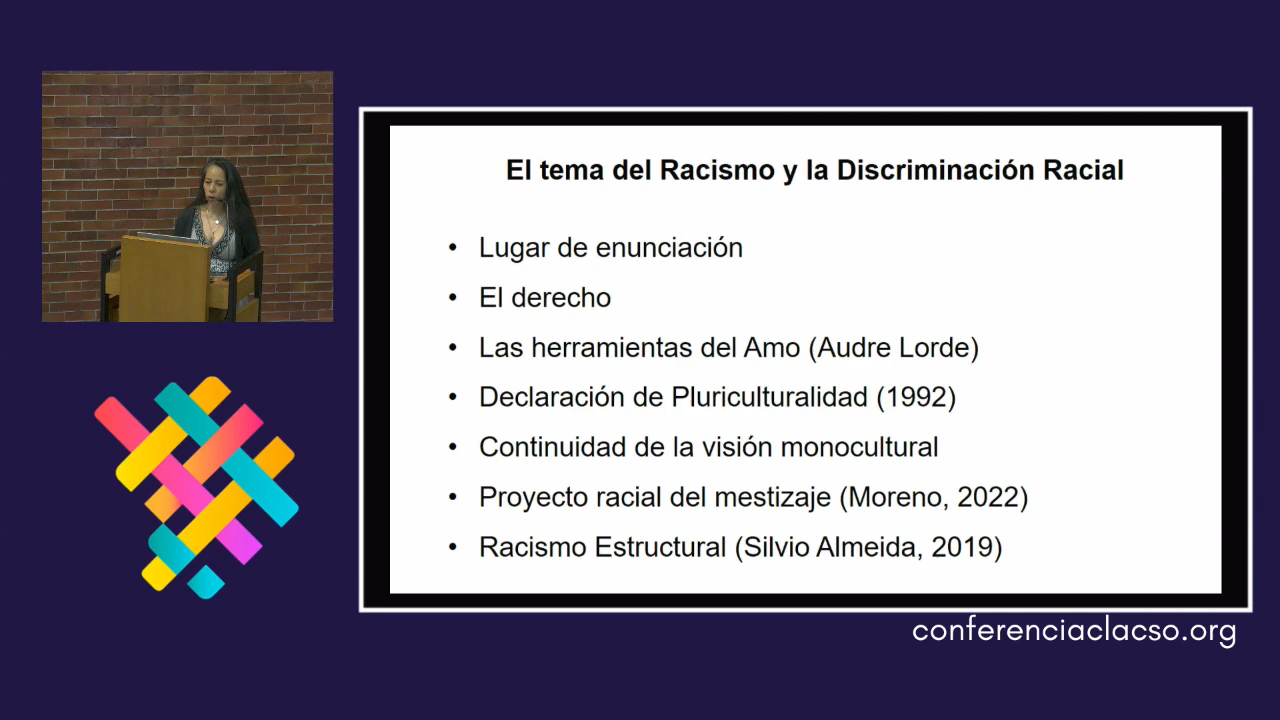 El tema del Racismo y la Discriminación Racial
• Lugar de enunciación
• El derecho
• Las herramientas del Amo (Audre Lorde)
• Declaración de Pluriculturalidad (1992)
• Continuidad de la visión monocultural
• Proyecto racial del mestizaje (Moreno, 2022)
• Racismo Estructural (Silvio Almeida, 2019)
conferenciaclacso.org